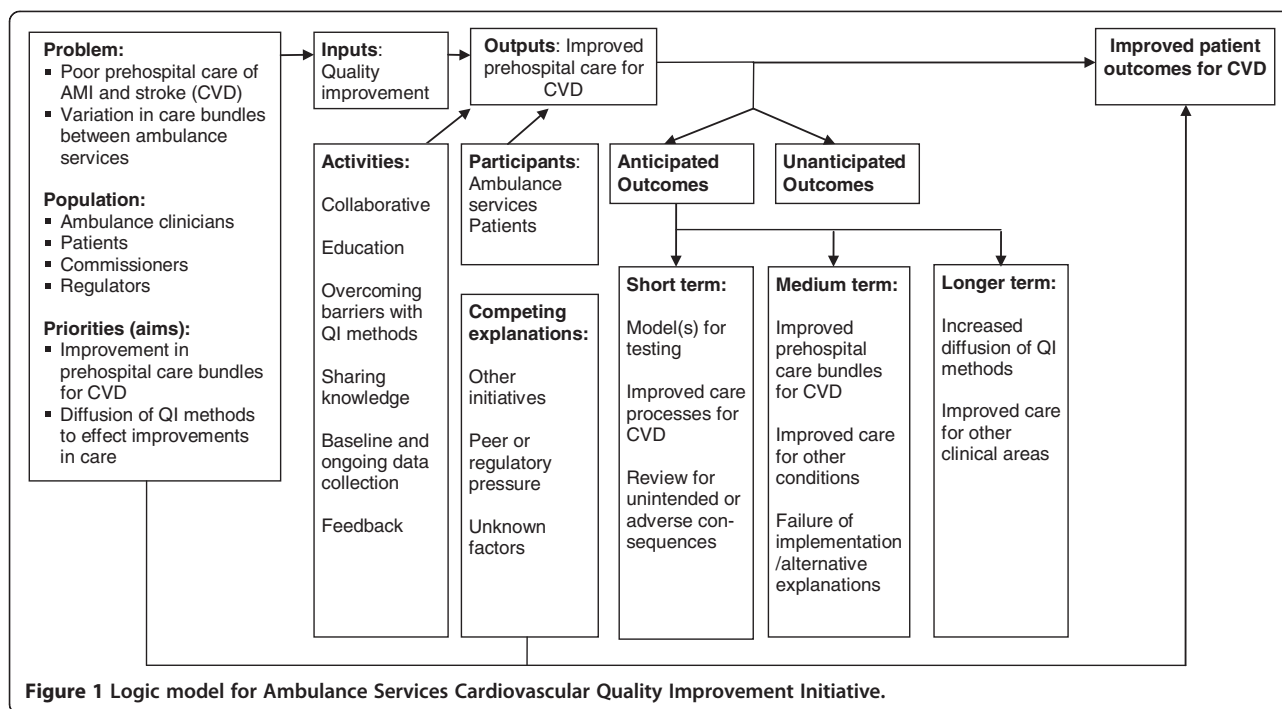 Problem:
▪ Poor prehospital care of
AMI and stroke (CVD)
▪ Variation in care bundles
between ambulance
services
Population:
▪ Ambulance clinicians
▪ Patients
▪ Commissioners
▪ Regulators
Priorities (aims):
▪ Improvement in
prehospital care bundles
for CVD
▪ Diffusion of QI methods
to effect improvements
in care
Inputs:
Quality
improvement
Outputs: Improved
prehospital care for
CVD
Improved patient
outcomes for CVD
Activities:
Collaborative
Education
Overcoming
barriers with
QI methods
Sharing
knowledge
Baseline and
ongoing data
collection
Feedback
Participants:
Ambulance
services
Patients
Competing
explanations:
Other
initiatives
Peer or
regulatory
pressure
Unknown
factors
Anticipated
Outcomes
Unanticipated
Outcomes
Short term:
Model(s) for
testing
Improved care
processes for
CVD
Review for
unintended or
adverse con-
sequences
Medium term:
Improved
prehospital
care bundles
for CVD
Improved care
for other
conditions
Failure of
implementation
/alternative
explanations
Longer term:
Increased
diffusion of QI
methods
Improved care
for other
clinical areas
Figure 1 Logic model for Ambulance Services Cardiovascular Quality Improvement Initiative.